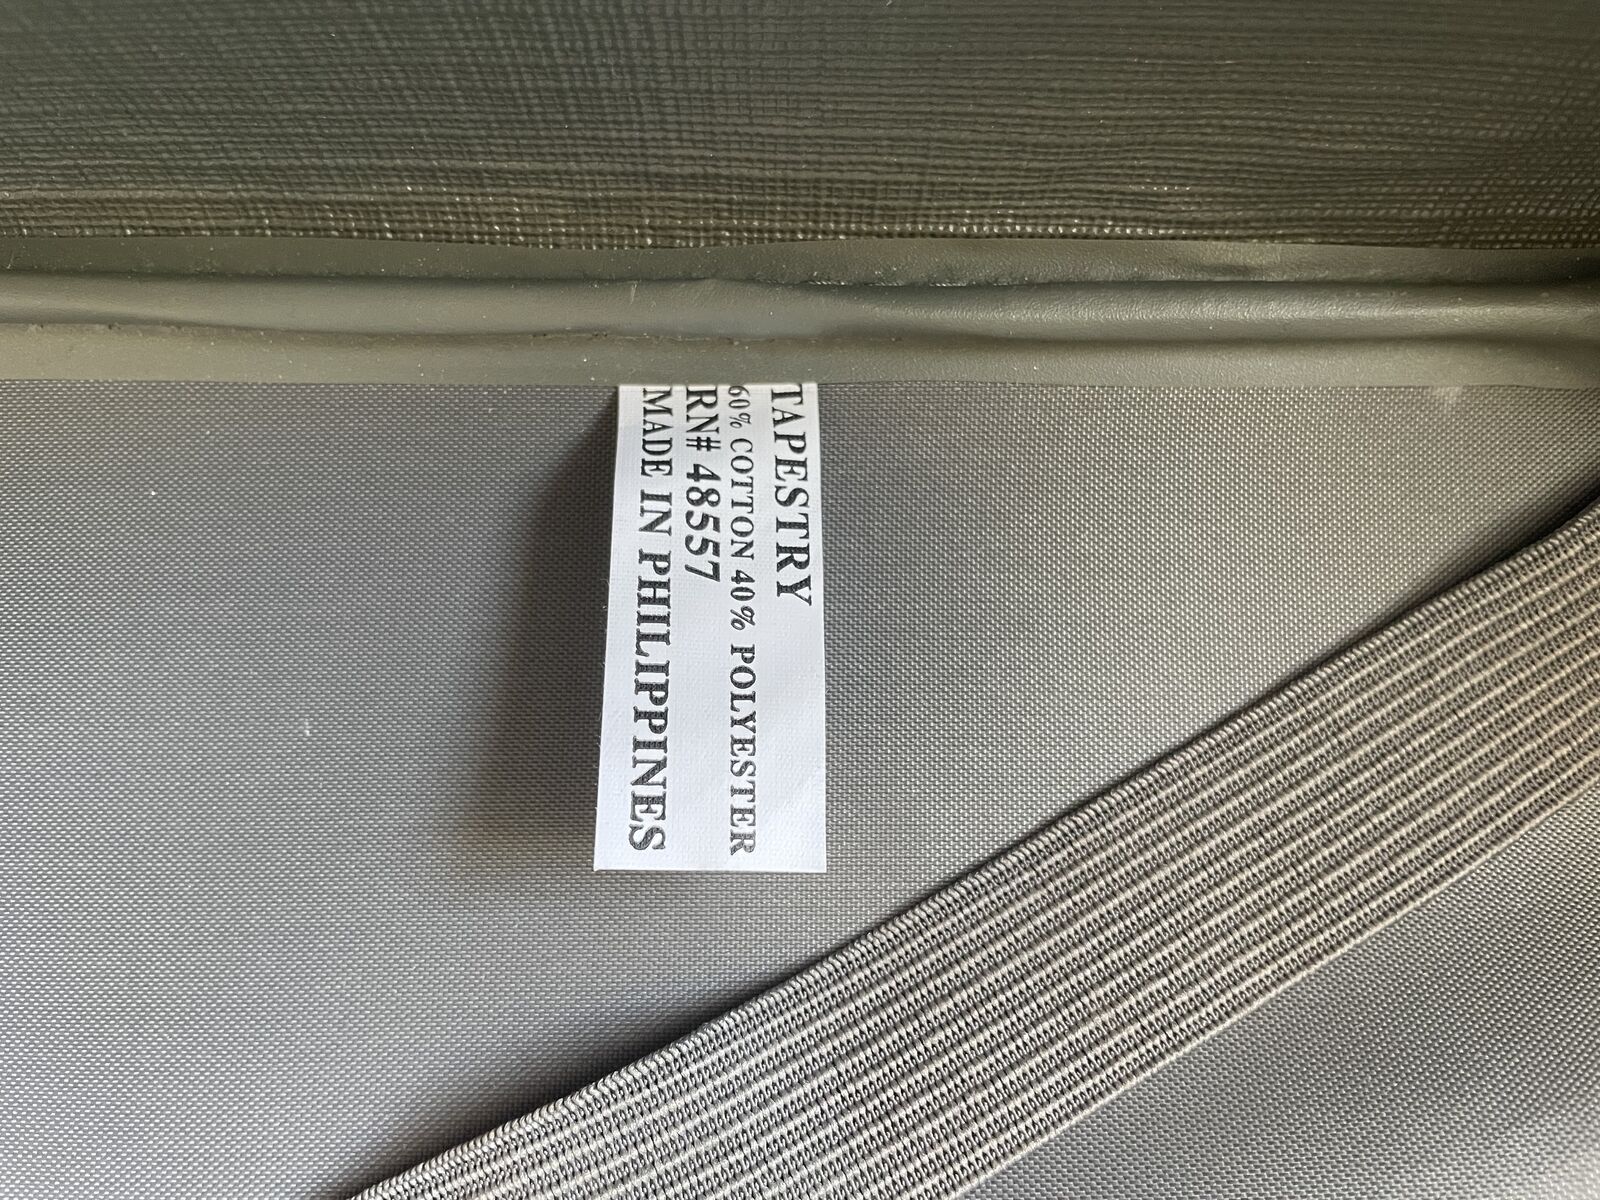 TAPESTRY
60% COTTON 40% POLYESTER
RN# 48557
MADE IN PHILIPPINES